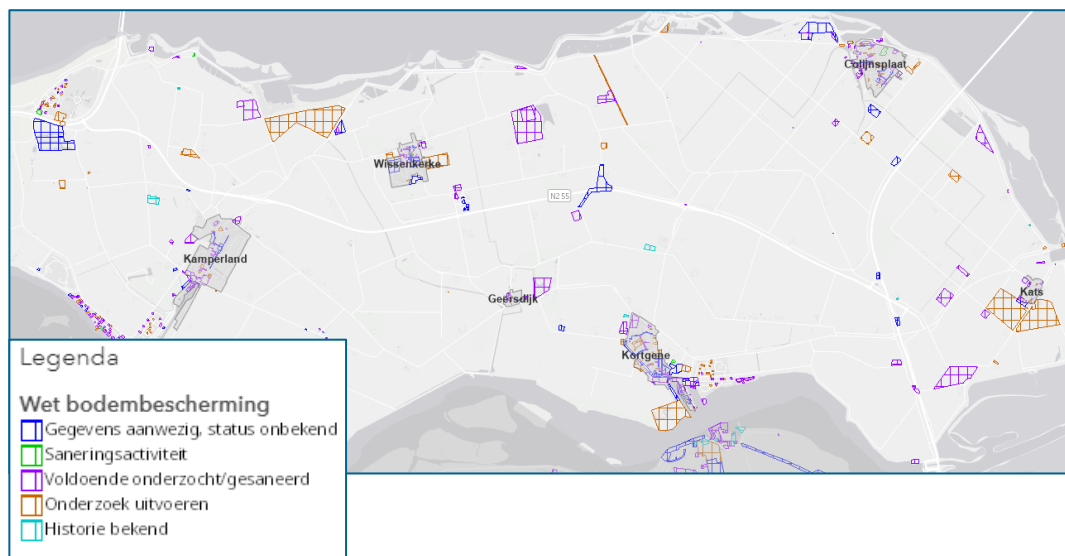 Colijnsplaat
Wissenkerke
N255
Kamperland
Geersdijk
Kats
Kortgene
Legenda
Wet bodembescherming
Gegevens aanwezig, status onbekend
Saneringsactiviteit
Voldoende onderzocht/gesaneerd
Onderzoek uitvoeren
Historie bekend